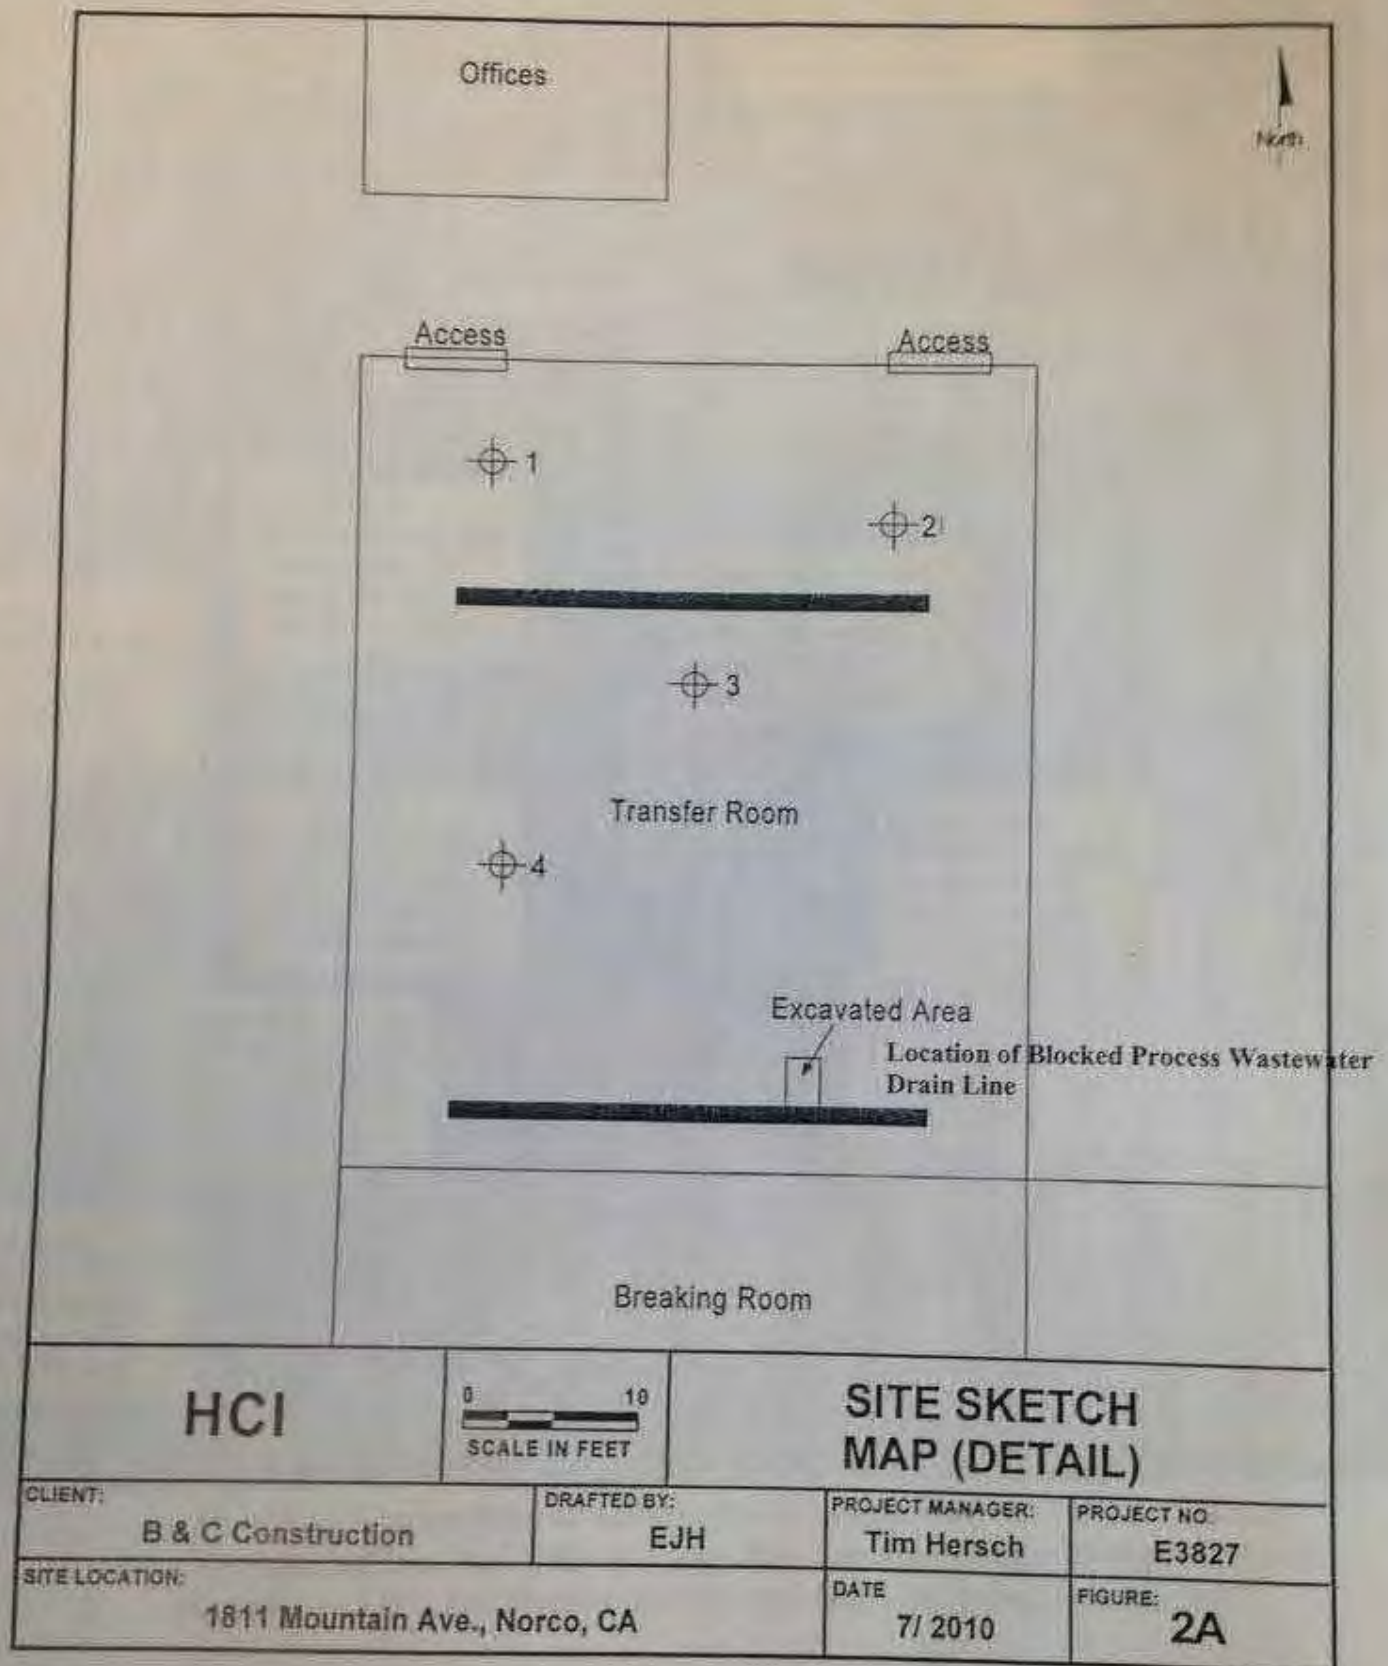 Offices
North
Access
Access
1
2
3
Transfer Room
4
Excavated Area
Location of Blocked Process Wastewater
Drain Line
Breaking Room
HCI
0 10
SCALE IN FEET
SITE SKETCH
MAP (DETAIL)
CLIENT:
B & C Construction
DRAFTED BY:
EJH
PROJECT MANAGER:
Tim Hersch
PROJECT NO.
E3827
SITE LOCATION:
1811 Mountain Ave., Norco, CA
DATE
7/ 2010
FIGURE:
2A